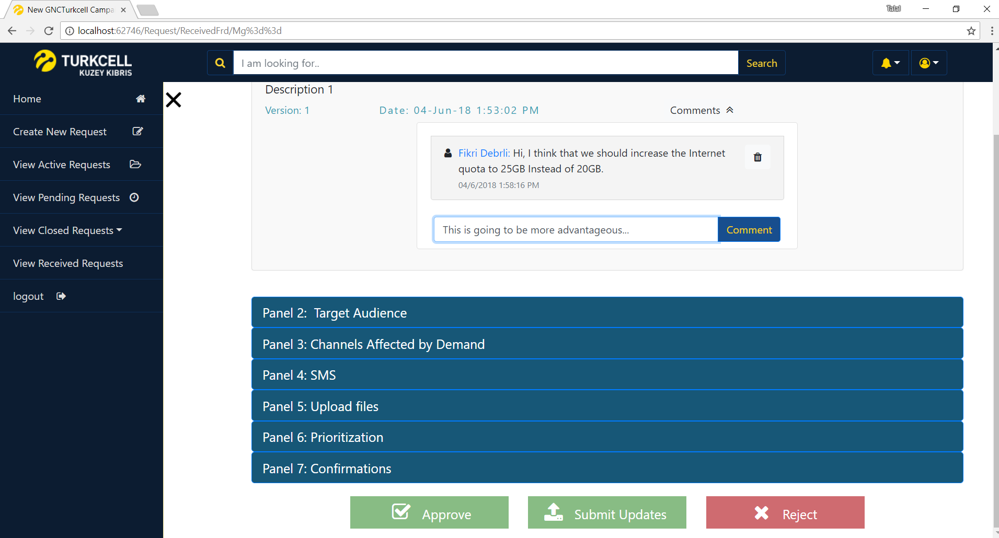 New GNCTurkcell Campa
Talal
localhost:62746/Request/ReceivedFrd/Mg%3d%3d
TURKCELL
KUZEY KIBRIS
I am looking for..
Search
Home
Create New Request
View Active Requests
View Pending Requests
View Closed Requests
View Received Requests
logout
Description 1
Version: 1
Date: 04-Jun-18 1:53:02 PM
Comments
Fikri Debrli: Hi, I think that we should increase the Internet
quota to 25GB Instead of 20GB.
04/6/2018 1:58:16 PM
This is going to be more advantageous...
Comment
Panel 2:  Target Audience
Panel 3: Channels Affected by Demand
Panel 4: SMS
Panel 5: Upload files
Panel 6: Prioritization
Panel 7: Confirmations
Approve
Submit Updates
Reject